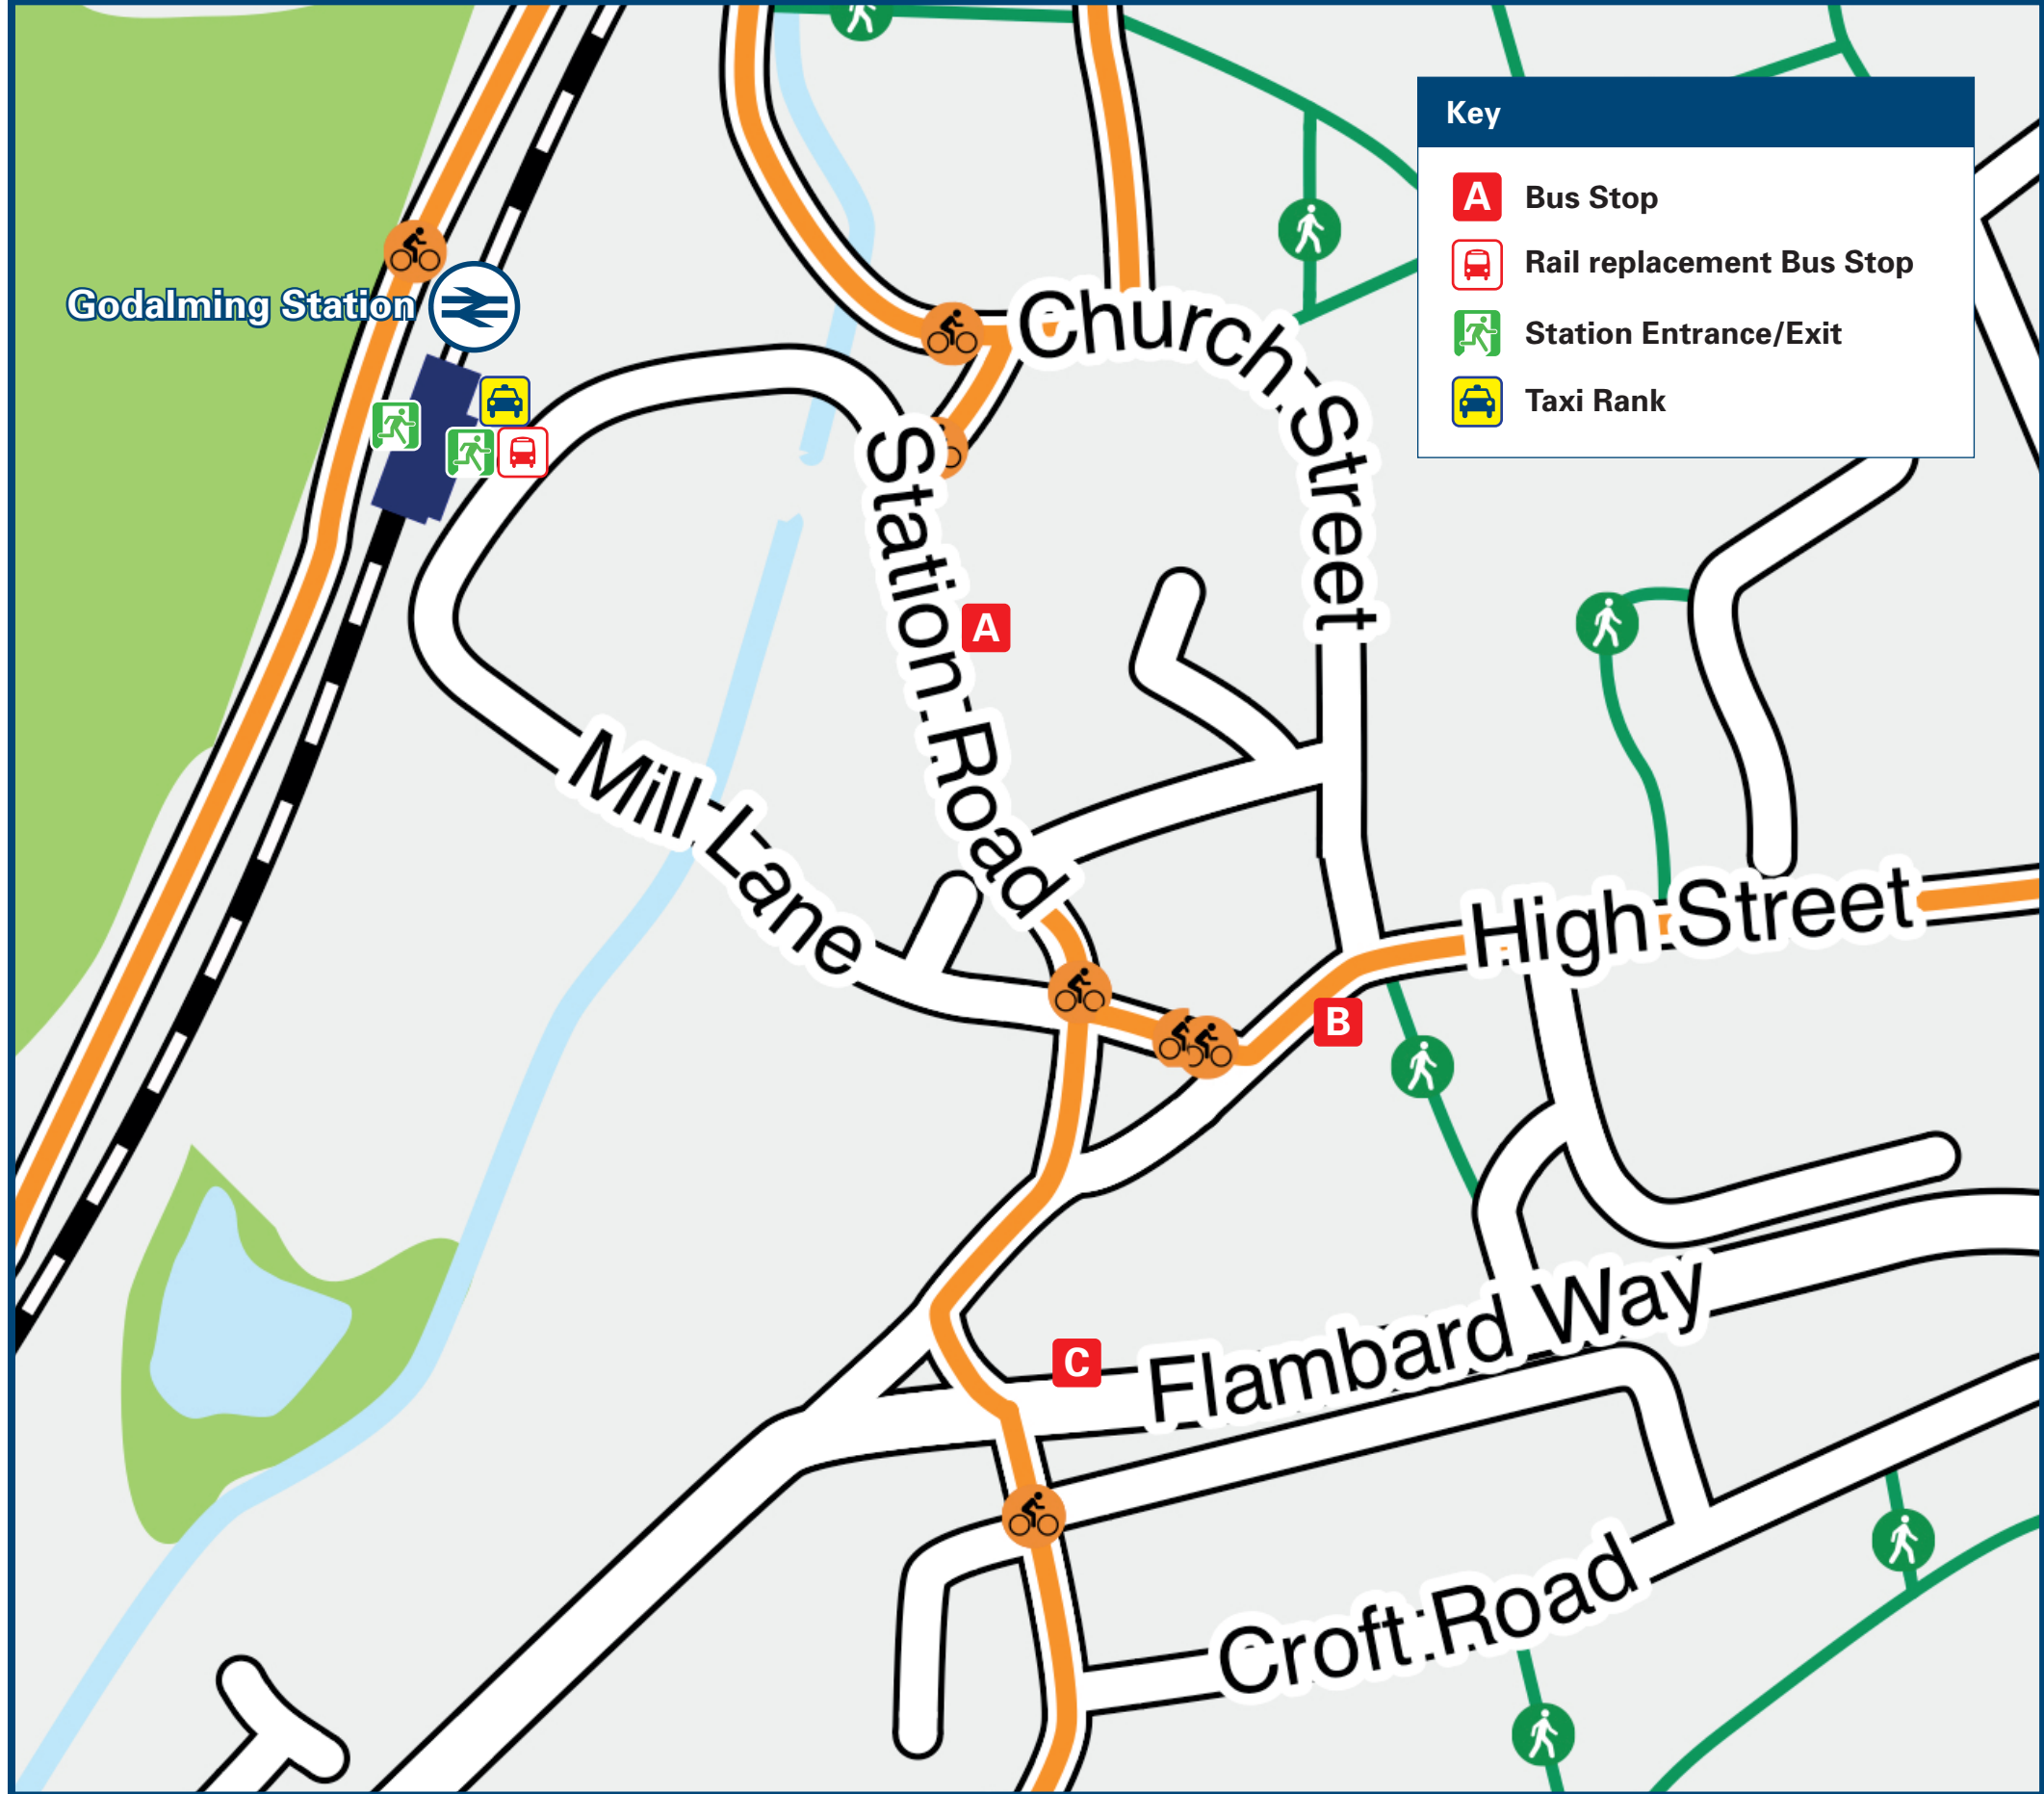 Key
A Bus Stop
Rail replacement Bus Stop
Station Entrance/Exit
Taxi Rank
Godalming Station
Church Street
Station Road
A
Mill Lane
High Street
B
C
Flambard Way
Croft Road